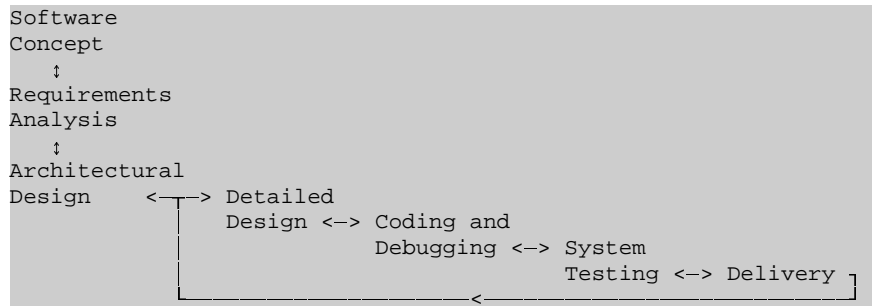 Software
Concept
↕
Requirements
Analysis
↕
Architectural
Design <—┬—> Detailed
Design <—> Coding and
Debugging <—> System
Testing <—> Delivery ┐
└——————<——————┘